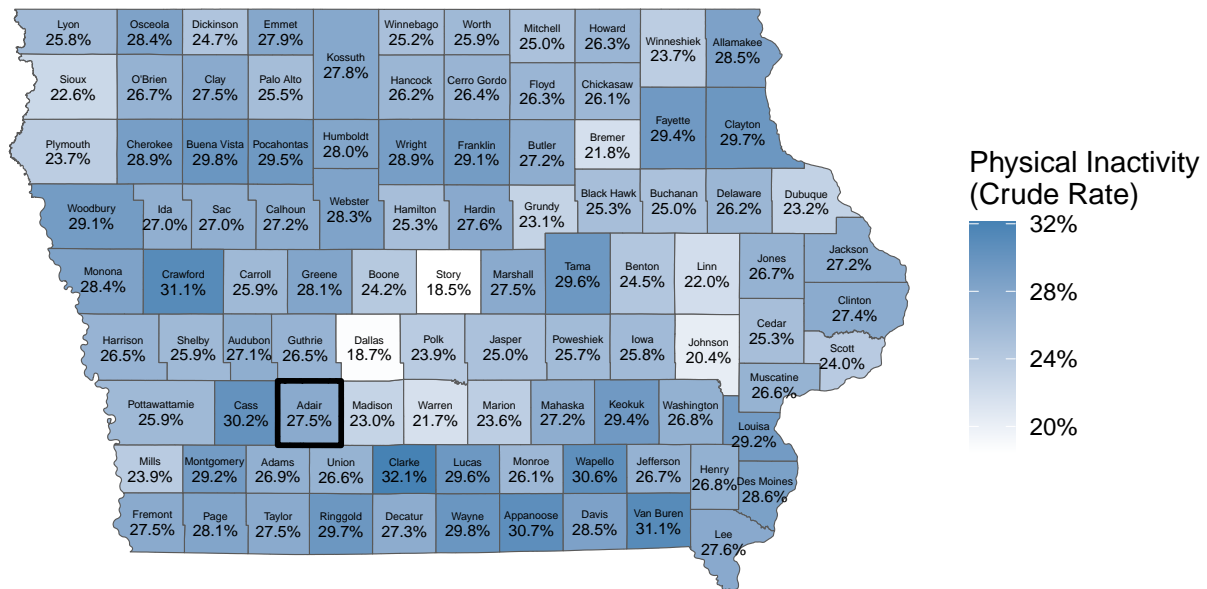 Lyon
25.8%
Osceola
28.4%
Dickinson
24.7%
Emmet
27.9%
Kossuth
27.8%
Winnebago
25.2%
Worth
25.9%
Mitchell
25.0%
Howard
26.3%
Winneshiek
23.7%
Allamakee
28.5%
Sioux
22.6%
O'Brien
26.7%
Clay
27.5%
Palo Alto
25.5%
Hancock
26.2%
Cerro Gordo
26.4%
Floyd
26.3%
Chickasaw
26.1%
Plymouth
23.7%
Cherokee
28.9%
Buena Vista
29.8%
Pocahontas
29.5%
Humboldt
28.0%
Wright
28.9%
Franklin
29.1%
Butler
27.2%
Bremer
21.8%
Fayette
29.4%
Clayton
29.7%
Woodbury
29.1%
Ida
27.0%
Sac
27.0%
Calhoun
27.2%
Webster
28.3%
Hamilton
25.3%
Hardin
27.6%
Grundy
23.1%
Black Hawk
25.3%
Buchanan
25.0%
Delaware
26.2%
Dubuque
23.2%
Monona
28.4%
Crawford
31.1%
Carroll
25.9%
Greene
28.1%
Boone
24.2%
Story
18.5%
Marshall
27.5%
Tama
29.6%
Benton
24.5%
Linn
22.0%
Jones
26.7%
Jackson
27.2%
Clinton
27.4%
Harrison
26.5%
Shelby
25.9%
Audubon
27.1%
Guthrie
26.5%
Dallas
18.7%
Polk
23.9%
Jasper
25.0%
Poweshiek
25.7%
Iowa
25.8%
Johnson
20.4%
Cedar
25.3%
Scott
24.0%
Muscatine
26.6%
Pottawattamie
25.9%
Cass
30.2%
Adair
27.5%
Madison
23.0%
Warren
21.7%
Marion
23.6%
Mahaska
27.2%
Keokuk
29.4%
Washington
26.8%
Louisa
29.2%
Mills
23.9%
Montgomery
29.2%
Adams
26.9%
Union
26.6%
Clarke
32.1%
Lucas
29.6%
Monroe
26.1%
Wapello
30.6%
Jefferson
26.7%
Henry
26.8%
Des Moines
28.6%
Fremont
27.5%
Page
28.1%
Taylor
27.5%
Ringgold
29.7%
Decatur
27.3%
Wayne
29.8%
Appanoose
30.7%
Davis
28.5%
Van Buren
31.1%
Lee
27.6%
Physical Inactivity
(Crude Rate)
32%
28%
24%
20%